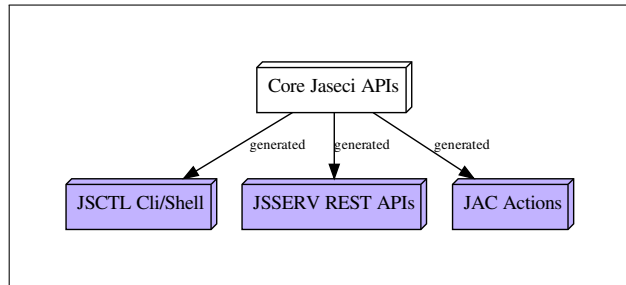 Core Jaseci APIs
generated
generated
generated
JSCTL Cli/Shell
JSSERV REST APIs
JAC Actions